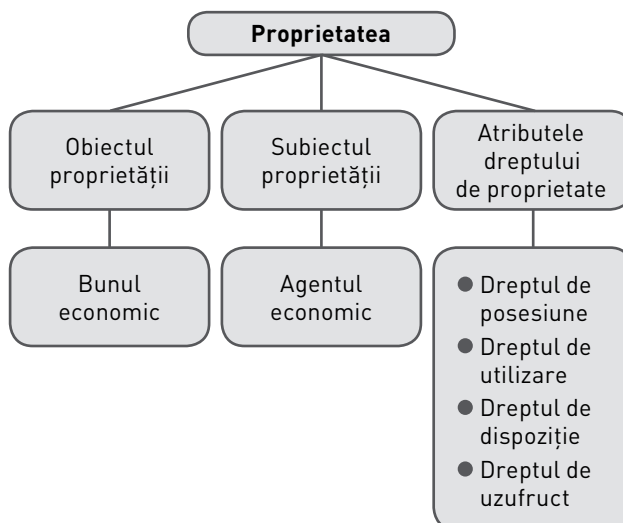 Proprietatea
Obiectul
proprietății
Subiectul
proprietății
Atributele
dreptului
de proprietate
Bunul
economic
Agentul
economic
● Dreptul de
posesiune
● Dreptul de
utilizare
● Dreptul de
dispoziție
● Dreptul de
uzufruct